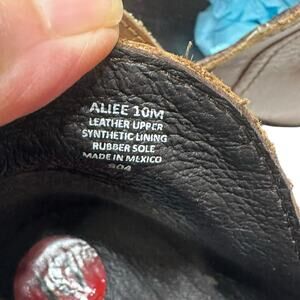 ALIEE 10M
LEATHER UPPER
SYNTHETIC LINING
RUBBER SOLE
MADE IN MEXICO
904